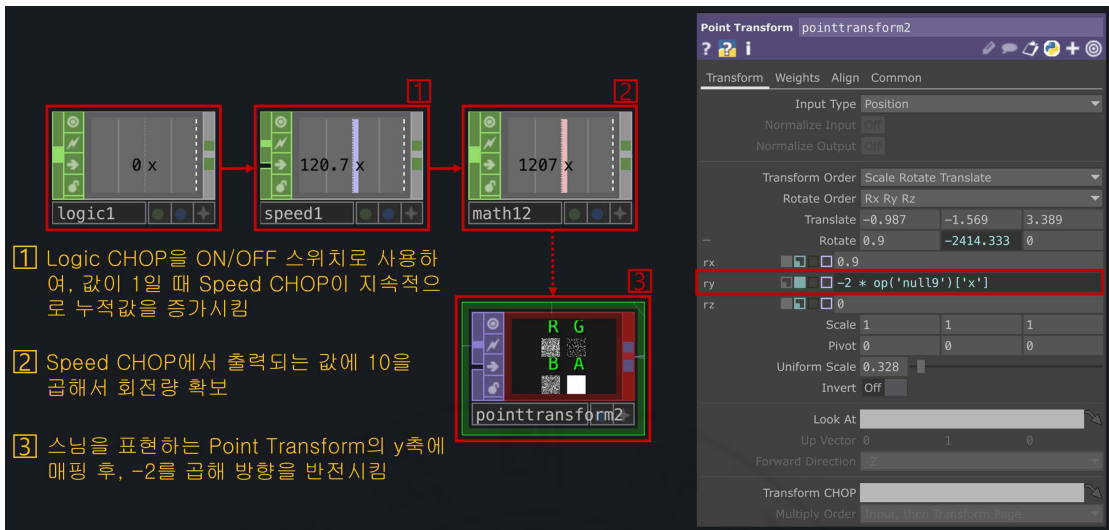 1
2
0 x
120.7 x
1207 x
logic1
speed1
math12
1 Logic CHOP을 ON/OFF 스위치로 사용하
여, 값이 1일 때 Speed CHOP이 지속적으
로 누적값을 증가시킴
2 Speed CHOP에서 출력되는 값에 10을
곱해서 회전량 확보
3 스님을 표현하는 Point Transform의 y축에
매핑 후, -2를 곱해 방향을 반전시킴
3
R G
B A
pointtransform2
Point Transform pointtransform2
? ? i
Transform Weights Align Common
Input Type Position
Normalize Input Off
Normalize Output Off
Transform Order Scale Rotate Translate
Rotate Order Rx Ry Rz
Translate -0.987 -1.569 3.389
Rotate 0.9 -2414.333 0
rx 0.9
ry -2 * op('null9')['x']
rz 0
Scale 1 1 1
Pivot 0 0 0
Uniform Scale 0.328
Invert Off
Look At
Up Vector 0 1 0
Forward Direction -Z
Transform CHOP
Multiply Order Input, then Transform Page